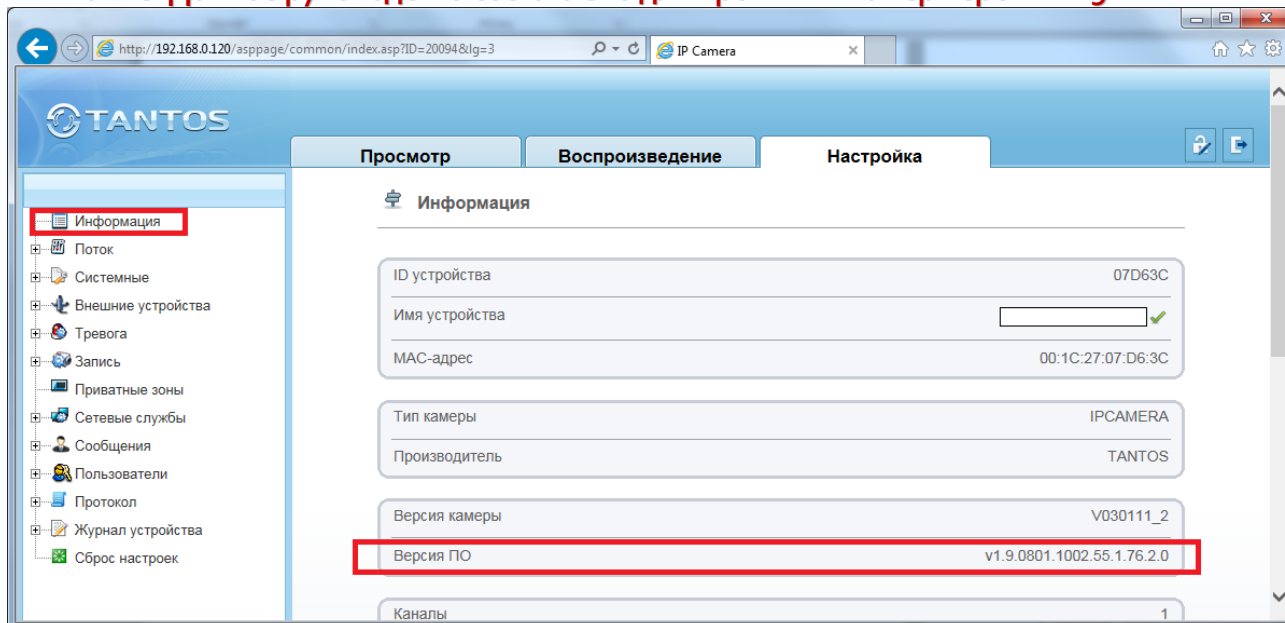 http://192.168.0.120/asppage/common/index.asp?ID=20094&lg=3
IP Camera
TANTOS
Просмотр
Воспроизведение
Настройка
Информация
Поток
Системные
Внешние устройства
Тревога
Запись
Приватные зоны
Сетевые службы
Сообщения
Пользователи
Протокол
Журнал устройства
Сброс настроек
Информация
ID устройства 07D63C
Имя устройства
MAC-адрес 00:1C:27:07:D6:3C
Тип камеры IPCAMERA
Производитель TANTOS
Версия камеры V030111_2
Версия ПО v1.9.0801.1002.55.1.76.2.0
Каналы 1